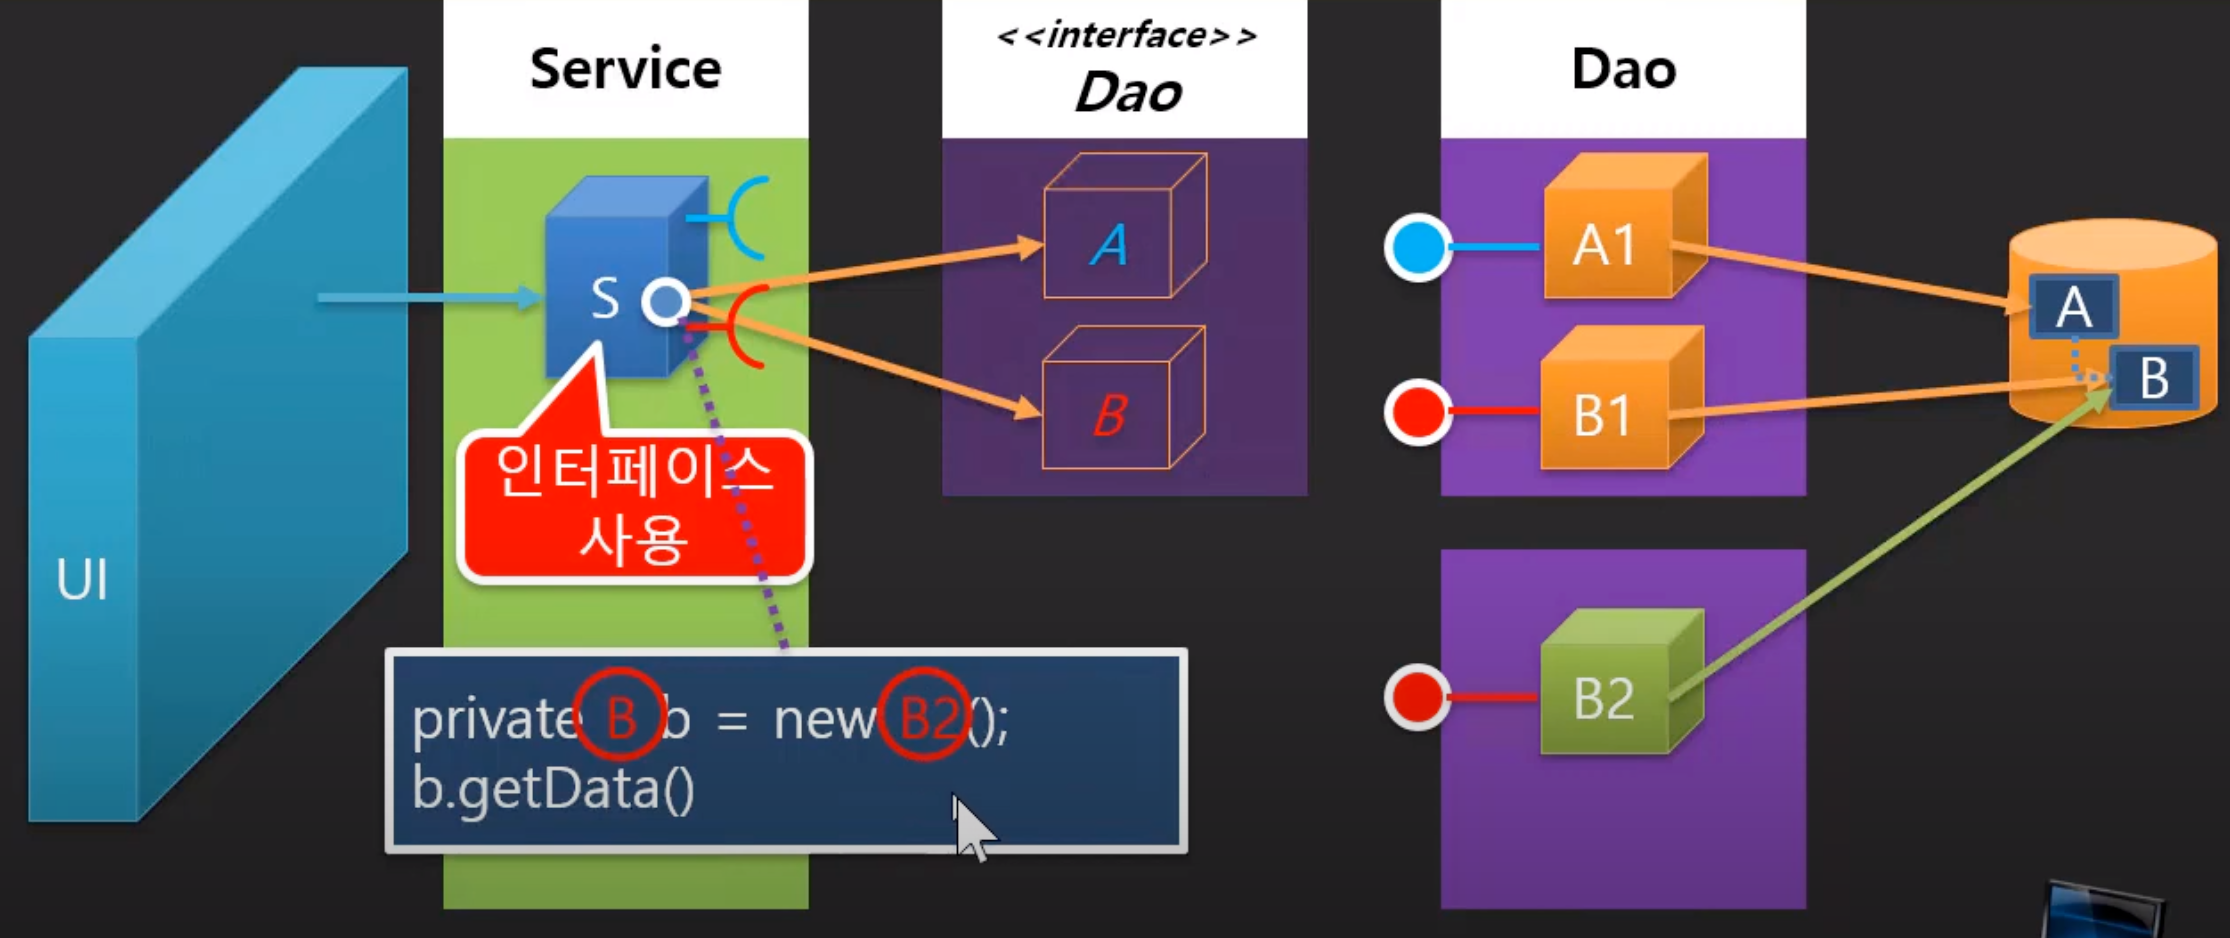 Service
<<interface>>
Dao
Dao
S
A
A1
A
B
B1
B
인터페이스
사용
UI
B2
private B b = new B2();
b.getData()